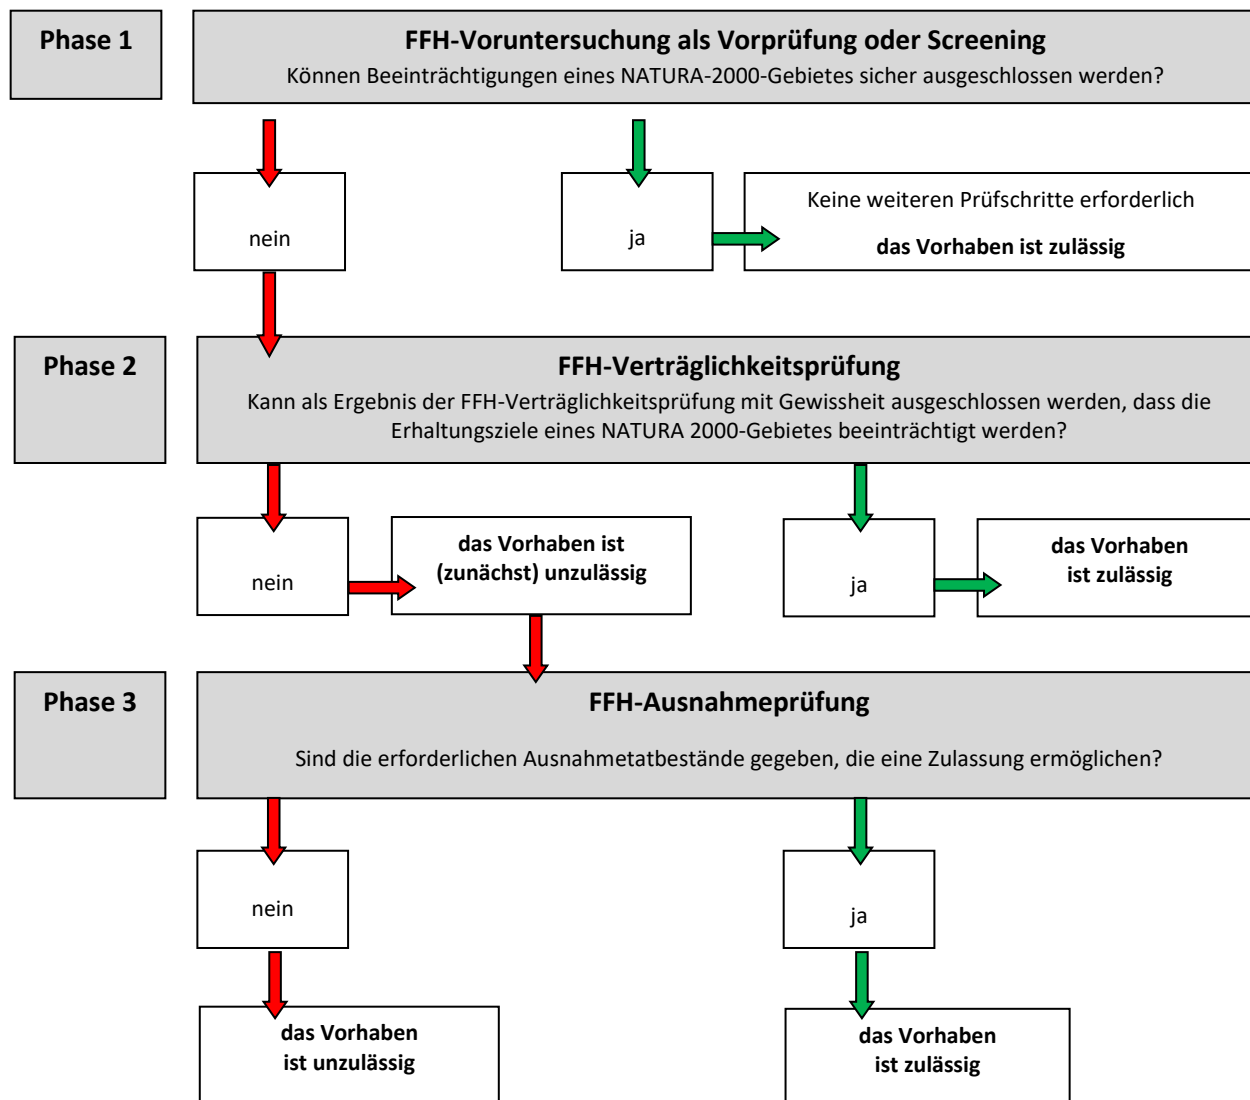 Phase 1
FFH-Voruntersuchung als Vorprüfung oder Screening
Können Beeinträchtigungen eines NATURA-2000-Gebietes sicher ausgeschlossen werden?
nein
ja
Keine weiteren Prüfschritte erforderlich
das Vorhaben ist zulässig
Phase 2
FFH-Verträglichkeitsprüfung
Kann als Ergebnis der FFH-Verträglichkeitsprüfung mit Gewissheit ausgeschlossen werden, dass die
Erhaltungsziele eines NATURA 2000-Gebietes beeinträchtigt werden?
nein
das Vorhaben ist
(zunächst) unzulässig
ja
das Vorhaben
ist zulässig
Phase 3
FFH-Ausnahmeprüfung
Sind die erforderlichen Ausnahmetatbestände gegeben, die eine Zulassung ermöglichen?
nein
ja
das Vorhaben
ist unzulässig
das Vorhaben
ist zulässig